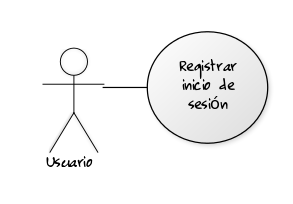 Registrar
inicio de
sesión
Usuario